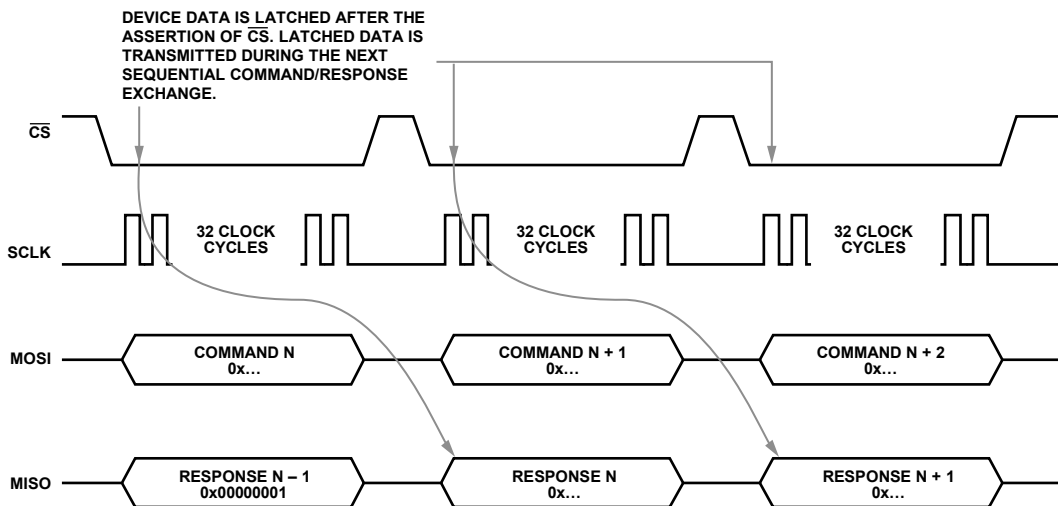 DEVICE DATA IS LATCHED AFTER THE
ASSERTION OF CS. LATCHED DATA IS
TRANSMITTED DURING THE NEXT
SEQUENTIAL COMMAND/RESPONSE
EXCHANGE.
CS
SCLK
32 CLOCK
CYCLES
32 CLOCK
CYCLES
32 CLOCK
CYCLES
MOSI
COMMAND N
0x…
COMMAND N + 1
0x…
COMMAND N + 2
0x…
MISO
RESPONSE N – 1
0x00000001
RESPONSE N
0x…
RESPONSE N + 1
0x…